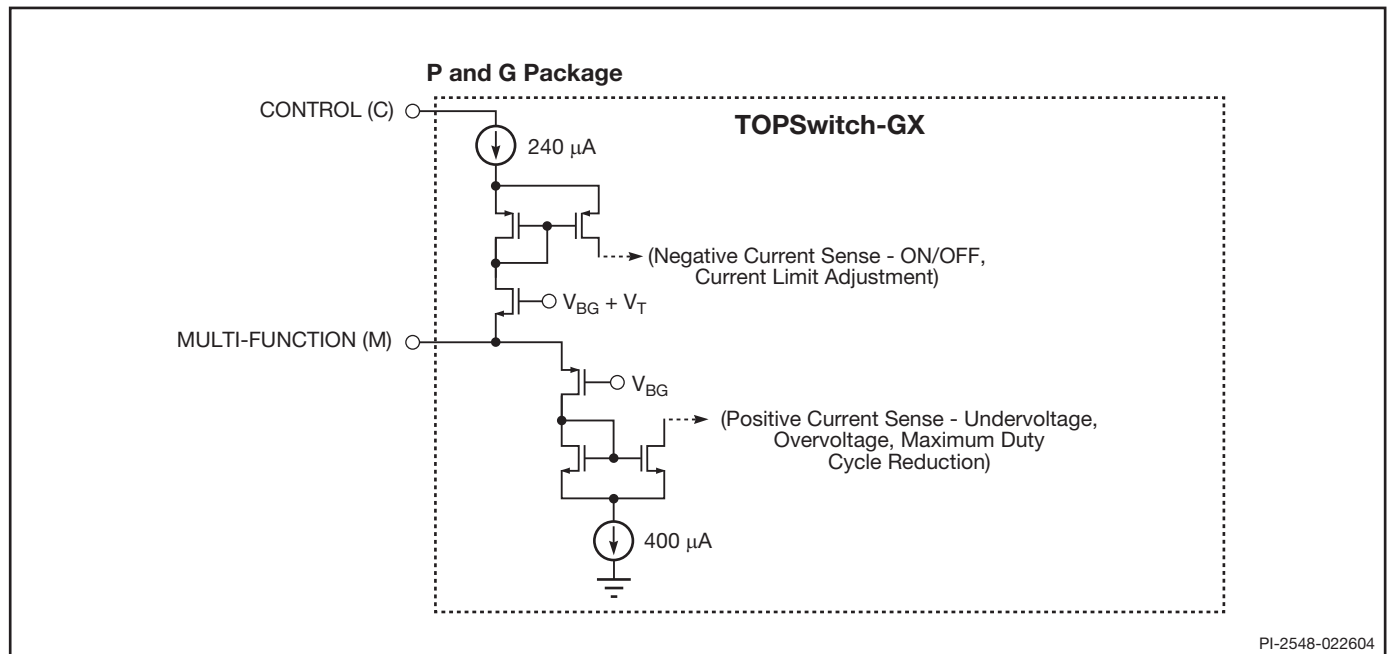 P and G Package
CONTROL (C)
TOPSwitch-GX
240 μA
(Negative Current Sense - ON/OFF,
Current Limit Adjustment)
V_BG + V_T
MULTI-FUNCTION (M)
V_BG
(Positive Current Sense - Undervoltage,
Overvoltage, Maximum Duty
Cycle Reduction)
400 μA
PI-2548-022604